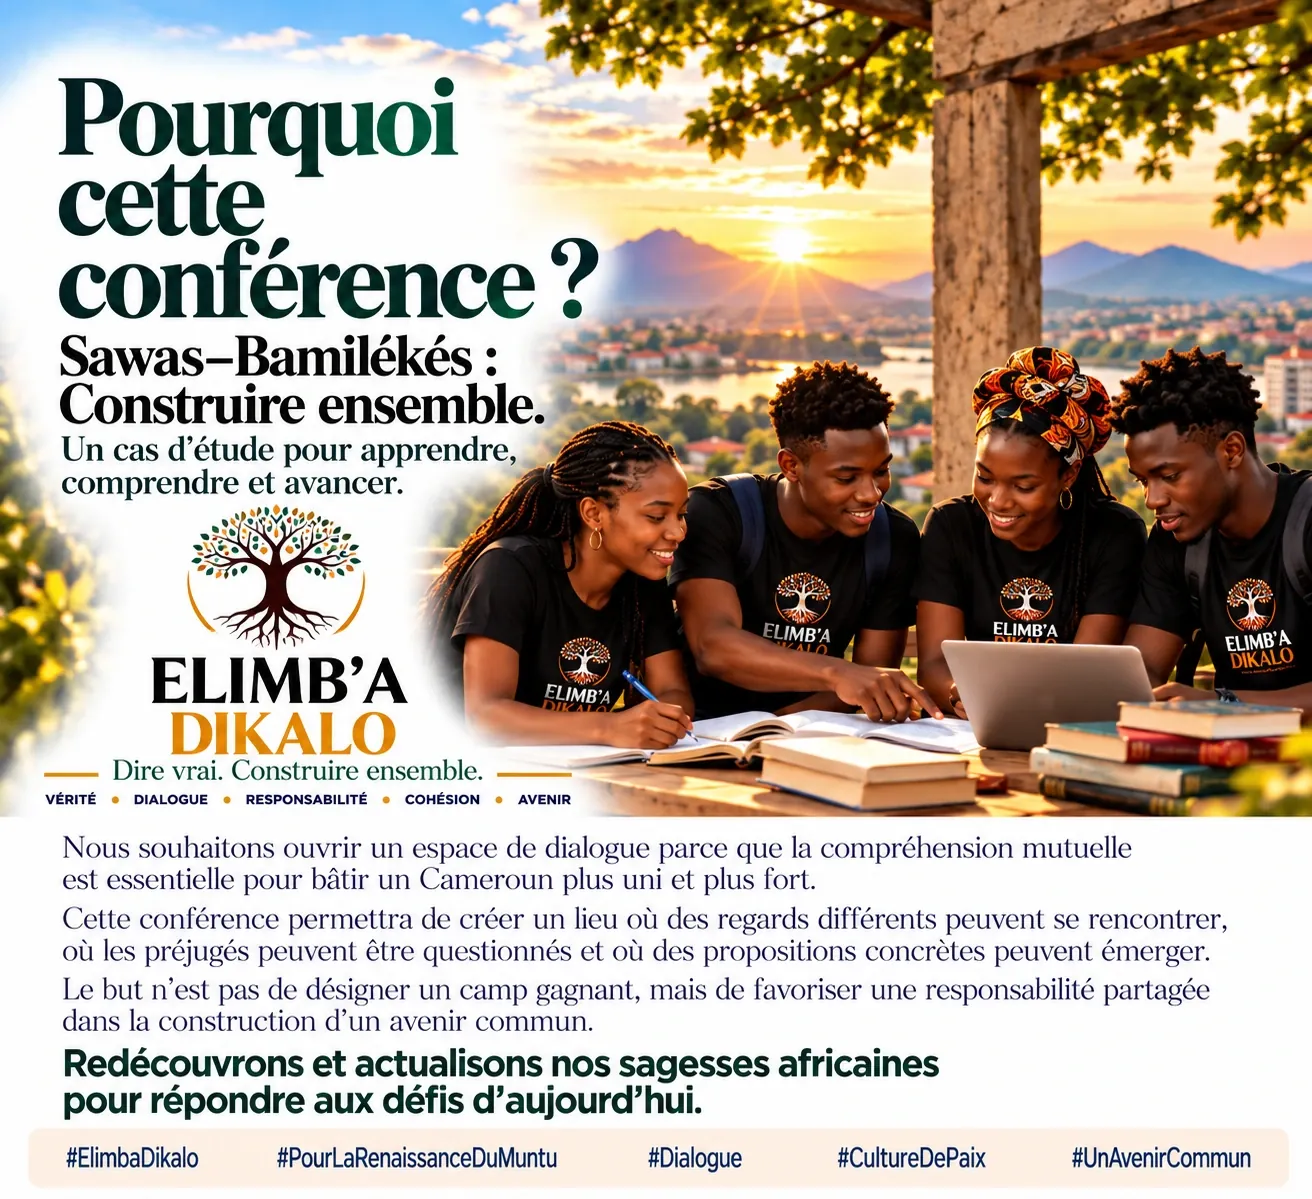 Pourquoi
cette
conférence ?
Sawas–Bamilékés :
Construire ensemble.
Un cas d’étude pour apprendre,
comprendre et avancer.
ELIMB’A
DIKALO
Dire vrai. Construire ensemble.
VÉRITÉ • DIALOGUE • RESPONSABILITÉ • COHÉSION • AVENIR
ELIMB’A
DIKALO
ELIMB’A
ELIMB’A
ELIMB’A
DIKALO
Nous souhaitons ouvrir un espace de dialogue parce que la compréhension mutuelle
est essentielle pour bâtir un Cameroun plus uni et plus fort.
Cette conférence permettra de créer un lieu où des regards différents peuvent se rencontrer,
où les préjugés peuvent être questionnés et où des propositions concrètes peuvent émerger.
Le but n’est pas de désigner un camp gagnant, mais de favoriser une responsabilité partagée
dans la construction d’un avenir commun.
Redécouvrons et actualisons nos sagesses africaines
pour répondre aux défis d’aujourd’hui.
#ElimbaDikalo #PourLaRenaissanceDuMuntu #Dialogue #CultureDePaix #UnAvenirCommun